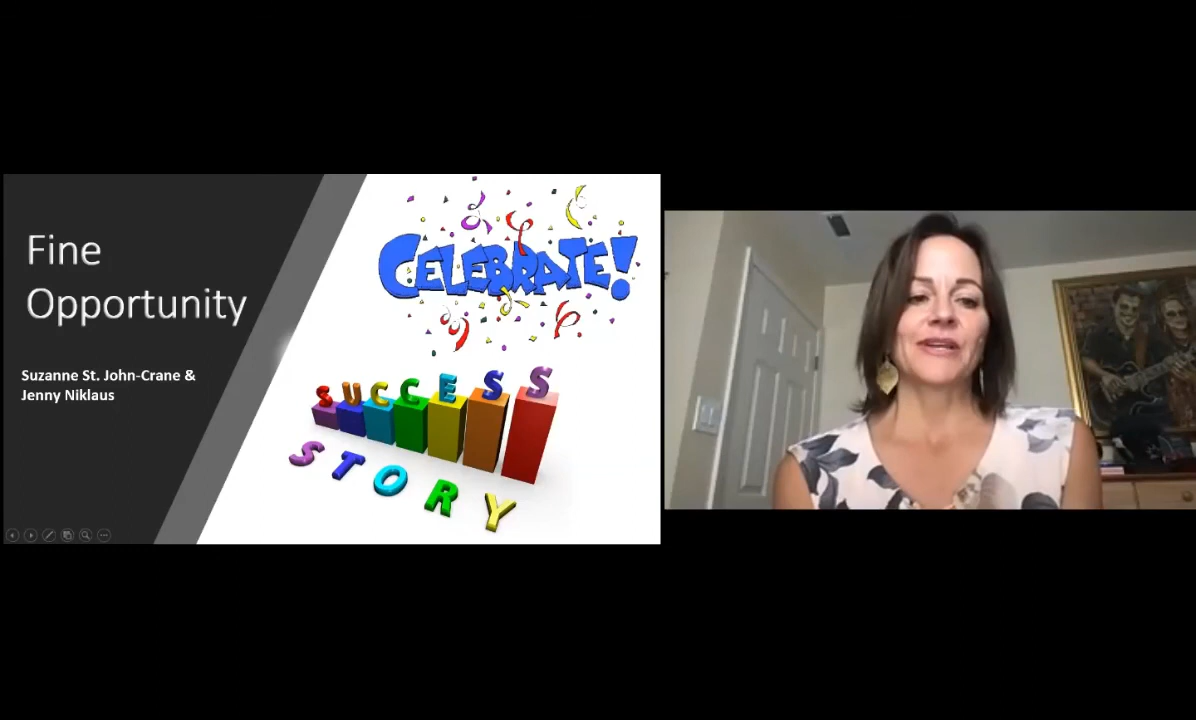 Fine
Opportunity
Suzanne St. John-Crane &
Jenny Niklaus
CELEBRATE!
SUCCESS
STORY